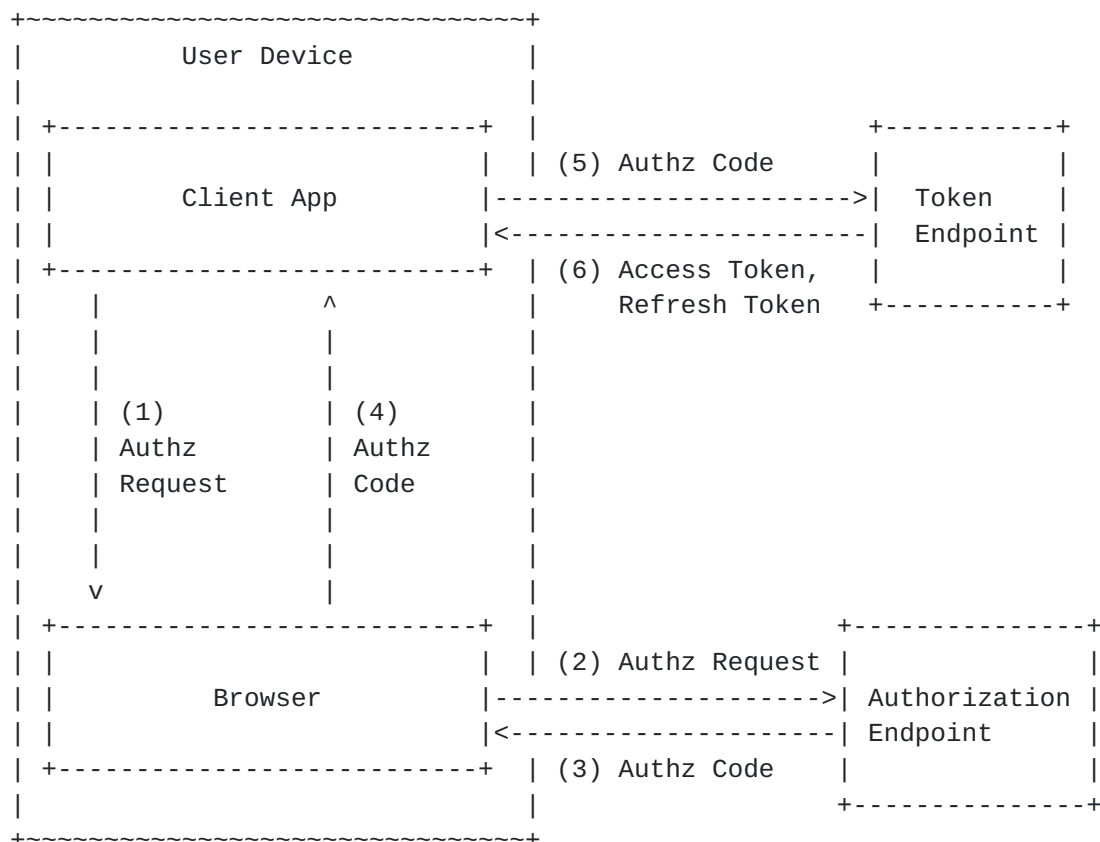 +~~~~~~~~~~~~~~~~~~~~~~~~~~~~~~~~+
|          User Device           |
|                                |
| +---------------------------+  |                     +-----------+
| |                           |  | (5) Authz Code      |           |
| |        Client App         |----------------------->|  Token    |
| |                           |<-----------------------|  Endpoint |
| +---------------------------+  | (6) Access Token,   |           |
|    |              ^            |     Refresh Token   +-----------+
|    |              |            |
|    |              |            |
|    | (1)          | (4)        |
|    | Authz        | Authz      |
|    | Request      | Code       |
|    |              |            |
|    |              |            |
|    v              |            |
| +---------------------------+  |                   +---------------+
| |                           |  | (2) Authz Request |               |
| |          Browser          |--------------------->| Authorization |
| |                           |<---------------------| Endpoint      |
| +---------------------------+  | (3) Authz Code    |               |
|                                |                   +---------------+
+~~~~~~~~~~~~~~~~~~~~~~~~~~~~~~~~+